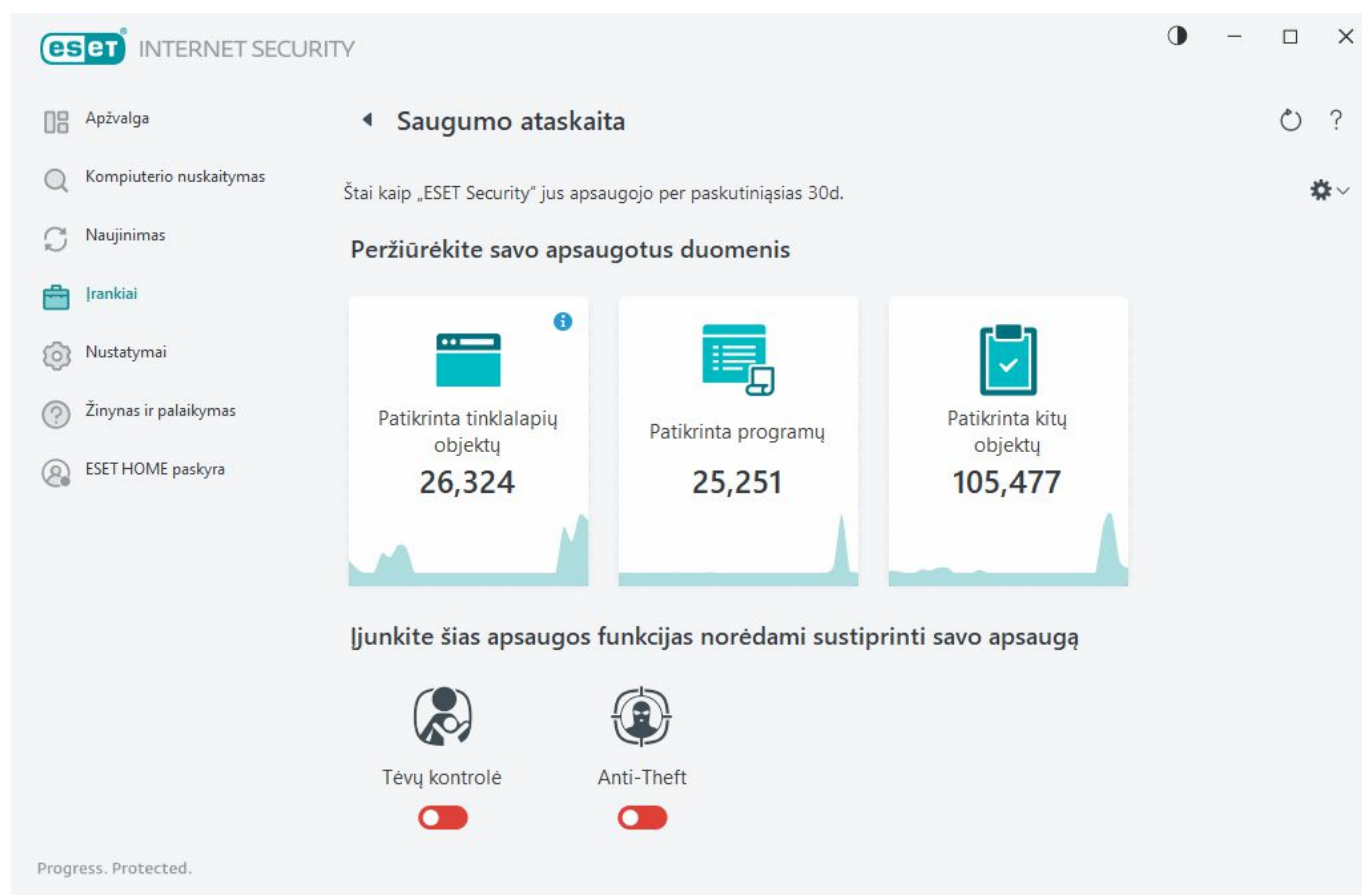 eset® INTERNET SECURITY
Apžvalga
Kompiuterio nuskaitymas
Naujinimas
Įrankiai
Nustatymai
Žinynas ir palaikymas
ESET HOME paskyra
Saugumo ataskaita
?
Štai kaip „ESET Security“ jus apsaugojo per paskutiniąsias 30d.
Peržiūrėkite savo apsaugotus duomenis
Patikrinta tinklalapių
objektų
26,324
Patikrinta programų
25,251
Patikrinta kitų
objektų
105,477
Įjunkite šias apsaugos funkcijas norėdami sustiprinti savo apsaugą
Tėvų kontrolė
Anti-Theft
Progress. Protected.